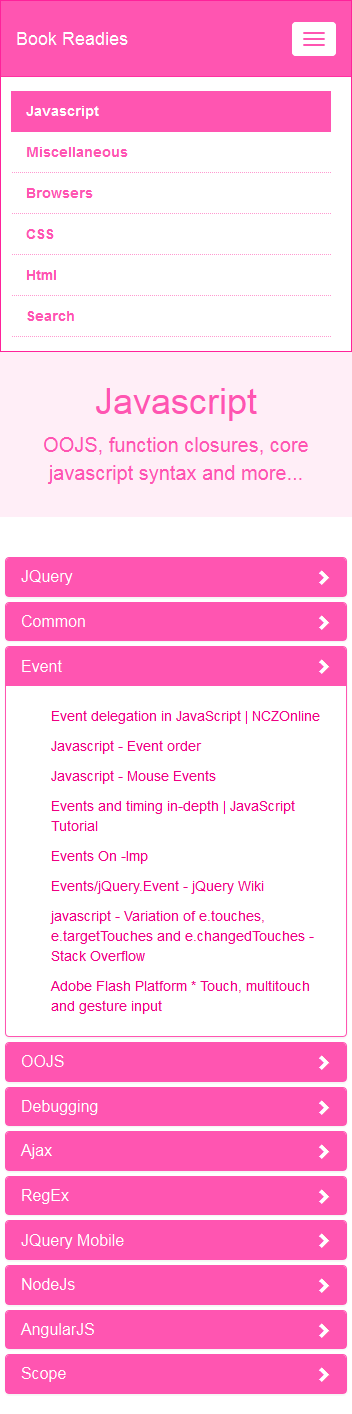 Book Readies
Javascript
Miscellaneous
Browsers
CSS
Html
Search
Javascript
OOJS, function closures, core
javascript syntax and more...
JQuery
Common
Event
Event delegation in JavaScript | NCZOnline
Javascript - Event order
Javascript - Mouse Events
Events and timing in-depth | JavaScript
Tutorial
Events On -Imp
Events/jQuery.Event - jQuery Wiki
javascript - Variation of e.touches,
e.targetTouches and e.changedTouches -
Stack Overflow
Adobe Flash Platform * Touch, multitouch
and gesture input
OOJS
Debugging
Ajax
RegEx
JQuery Mobile
NodeJs
AngularJS
Scope